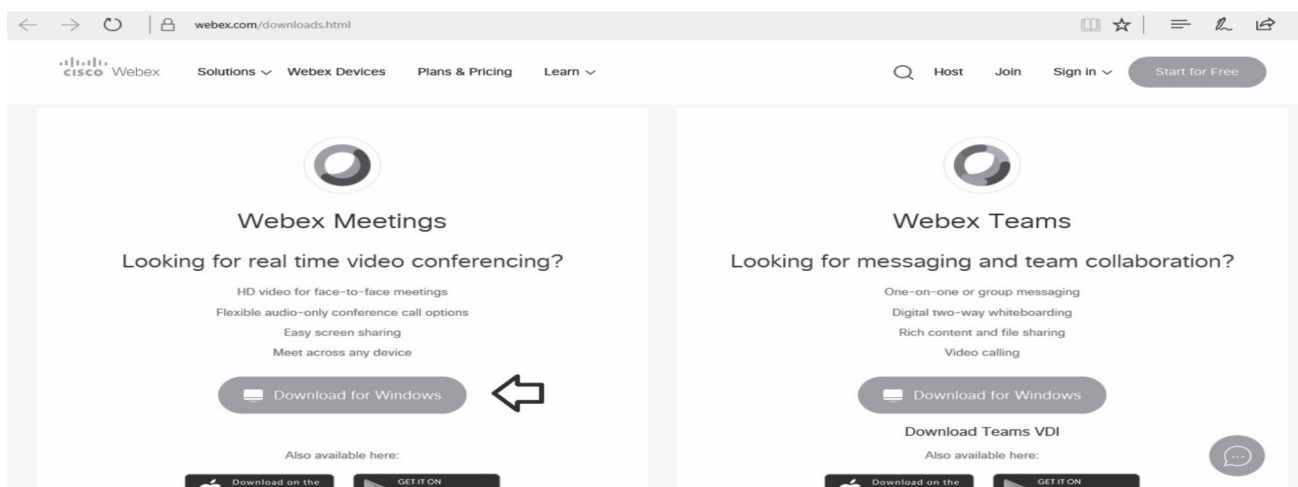 webex.com/downloads.html
cisco Webex Solutions Webex Devices Plans & Pricing Learn Host Join Sign in Start for Free
Webex Meetings
Looking for real time video conferencing?
HD video for face-to-face meetings
Flexible audio-only conference call options
Easy screen sharing
Meet across any device
Download for Windows
Also available here:
Download on the
GET IT ON
Webex Teams
Looking for messaging and team collaboration?
One-on-one or group messaging
Digital two-way whiteboarding
Rich content and file sharing
Video calling
Download for Windows
Download Teams VDI
Also available here:
Download on the
GET IT ON